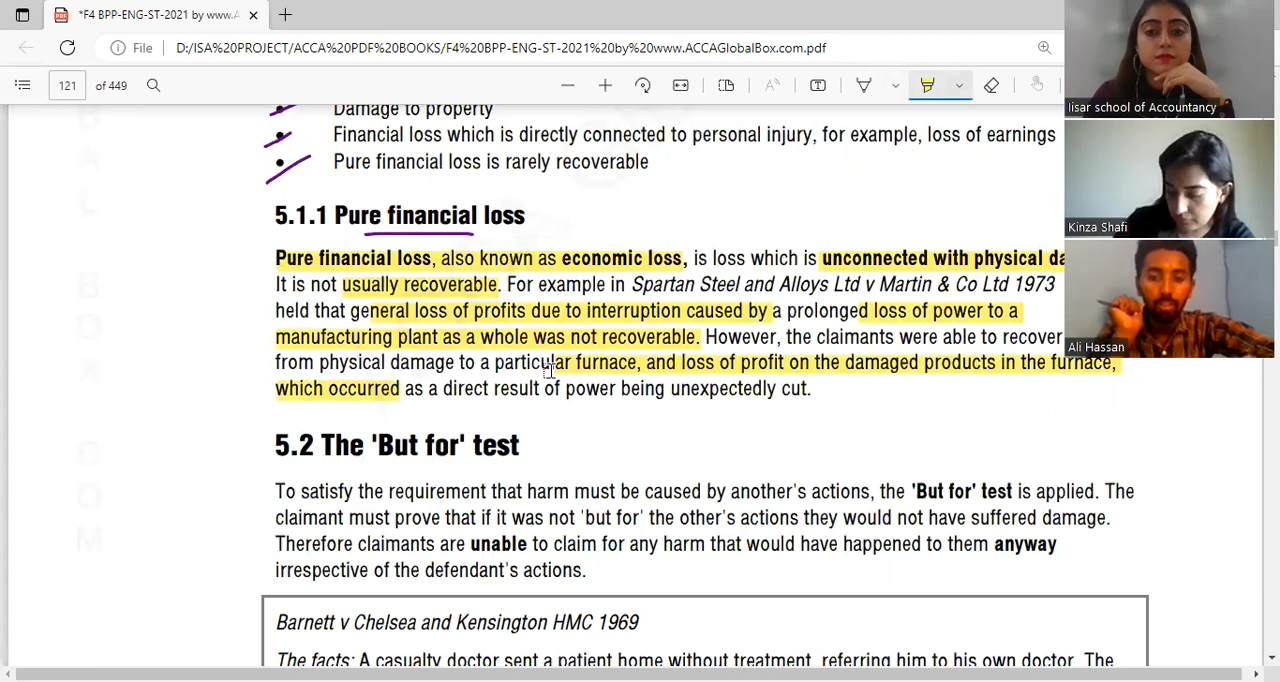 *F4 BPP-ENG-ST-2021 by www.A
File
D:/ISA%20PROJECT/ACCA%20PDF%20BOOKS/F4%20BPP-ENG-ST-2021%20by%20www.ACCAGlobalBox.com.pdf
121 of 449
Damage to property
Financial loss which is directly connected to personal injury, for example, loss of earnings
Pure financial loss is rarely recoverable
5.1.1 Pure financial loss
Pure financial loss, also known as economic loss, is loss which is unconnected with physical da
It is not usually recoverable. For example in Spartan Steel and Alloys Ltd v Martin & Co Ltd 1973
held that general loss of profits due to interruption caused by a prolonged loss of power to a
manufacturing plant as a whole was not recoverable. However, the claimants were able to recover
from physical damage to a particular furnace, and loss of profit on the damaged products in the furnace,
which occurred as a direct result of power being unexpectedly cut.
5.2 The 'But for' test
To satisfy the requirement that harm must be caused by another's actions, the 'But for' test is applied. The
claimant must prove that if it was not 'but for' the other's actions they would not have suffered damage.
Therefore claimants are unable to claim for any harm that would have happened to them anyway
irrespective of the defendant's actions.
Barnett v Chelsea and Kensington HMC 1969
The facts: A casualty doctor sent a patient home without treatment, referring him to his own doctor. The
lisar school of Accountancy
Kinza Shafi
Ali Hassan